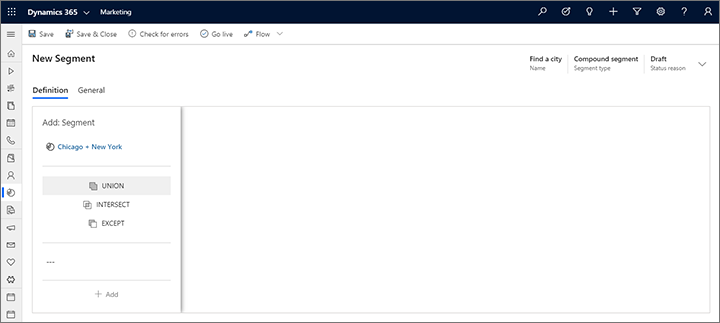 Dynamics 365 Marketing
Save Save & Close Check for errors Go live Flow
New Segment
Find a city Compound segment Draft
Name Segment type Status reason
Definition General
Add: Segment
Chicago + New York
UNION
INTERSECT
EXCEPT
---
+ Add